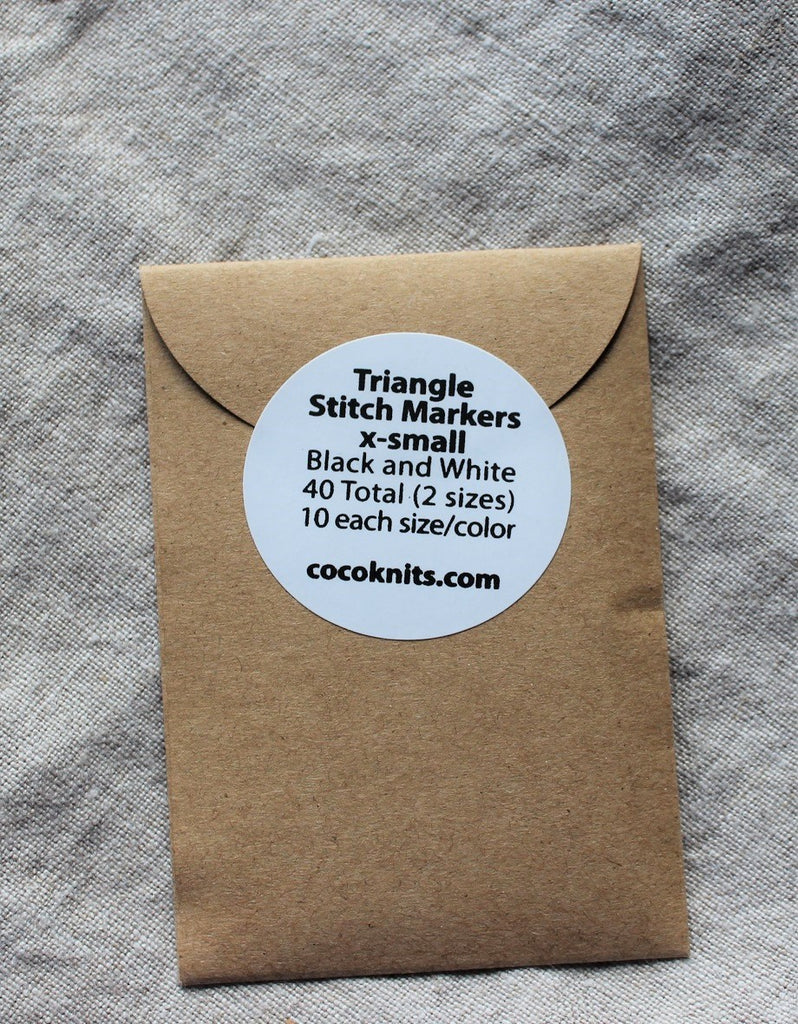 Triangle
Stitch Markers
x-small
Black and White
40 Total (2 sizes)
10 each size/color
cocoknits.com